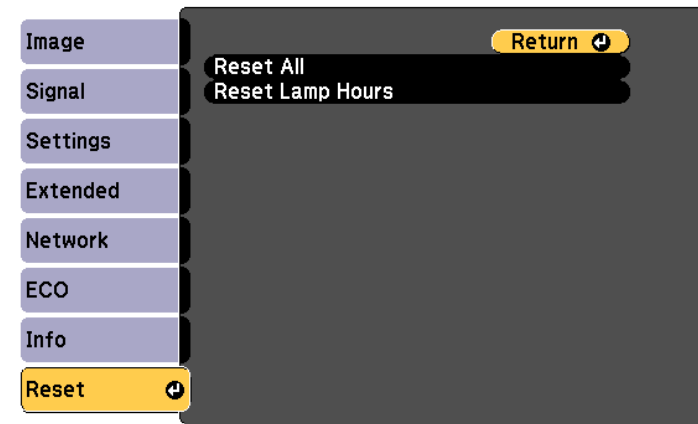 Image
Signal
Settings
Extended
Network
ECO
Info
Reset
Return
Reset All
Reset Lamp Hours